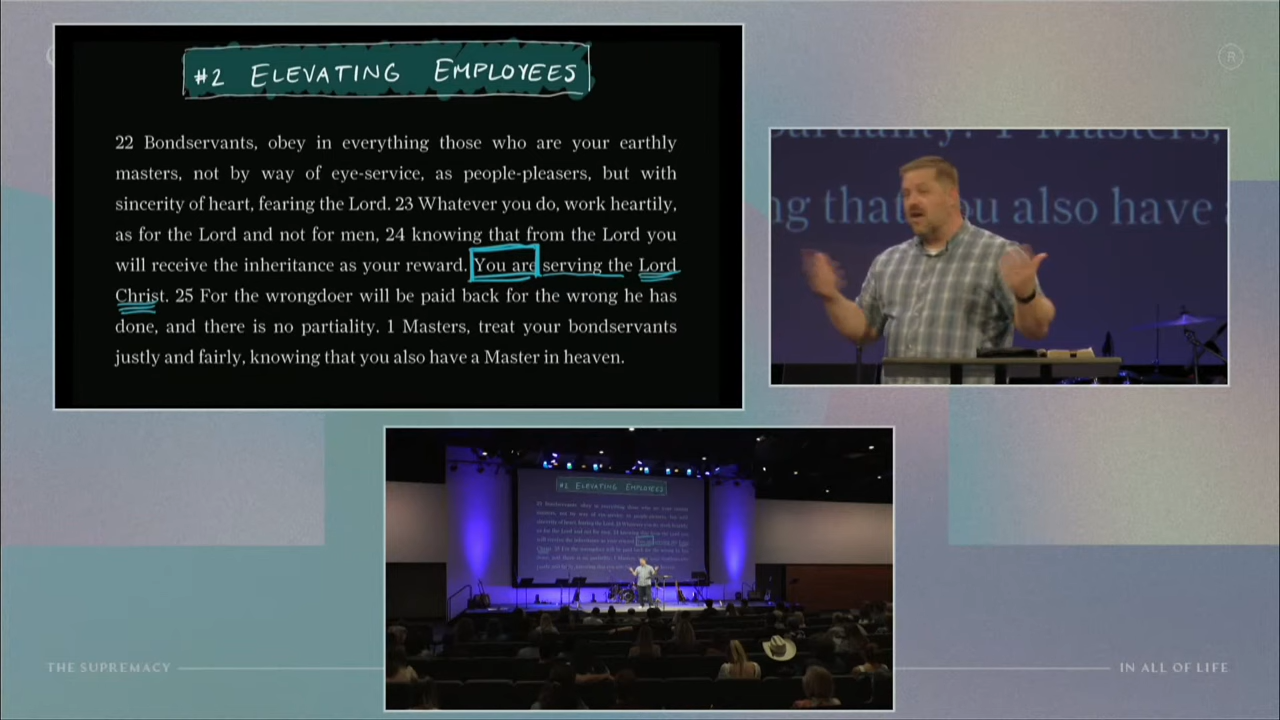 #2 ELEVATING EMPLOYEES
22 Bondservants, obey in everything those who are your earthly
masters, not by way of eye-service, as people-pleasers, but with
sincerity of heart, fearing the Lord. 23 Whatever you do, work heartily,
as for the Lord and not for men, 24 knowing that from the Lord you
will receive the inheritance as your reward. You are serving the Lord
Christ. 25 For the wrongdoer will be paid back for the wrong he has
done, and there is no partiality. 1 Masters, treat your bondservants
justly and fairly, knowing that you also have a Master in heaven.
R
partiality. 1 Masters,
ng that you also have a
#2 ELEVATING EMPLOYEES
THE SUPREMACY
IN ALL OF LIFE